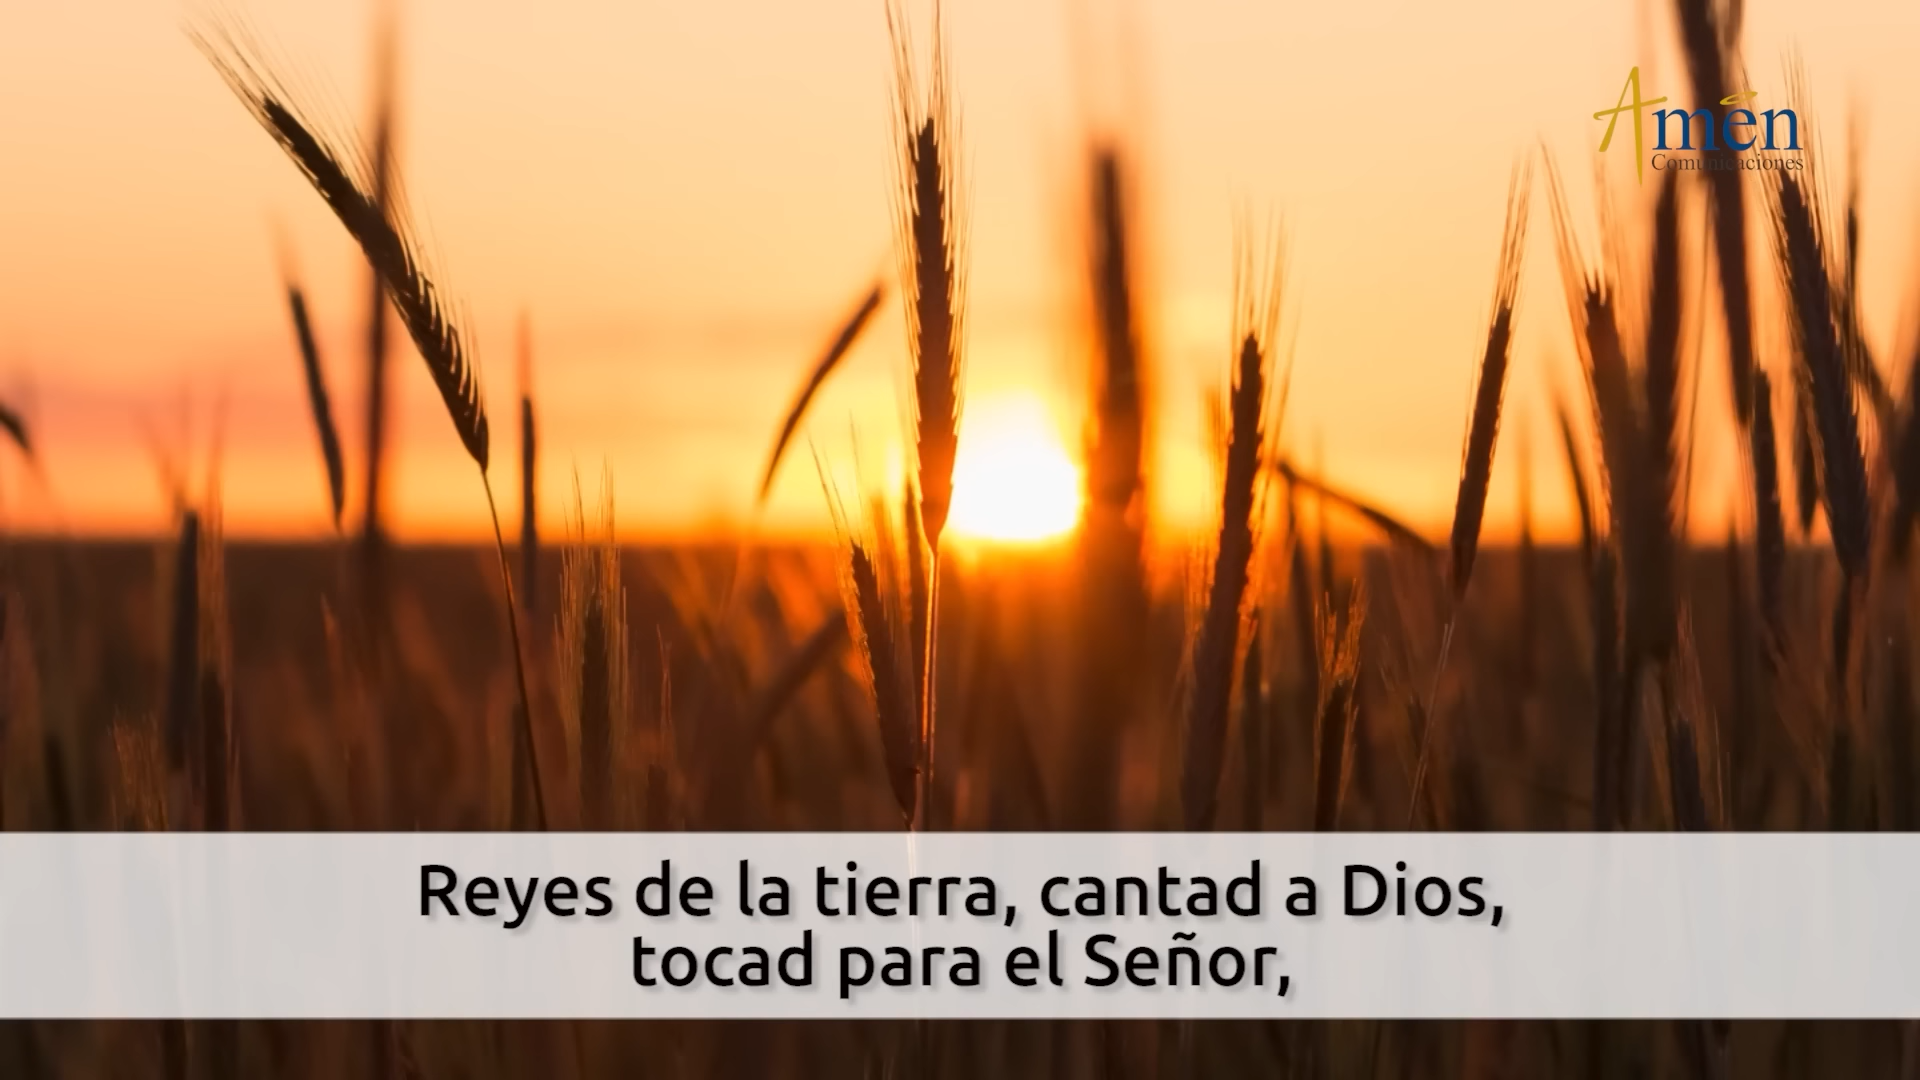 Amén
Comunicaciones
Reyes de la tierra, cantad a Dios,
tocad para el Señor,